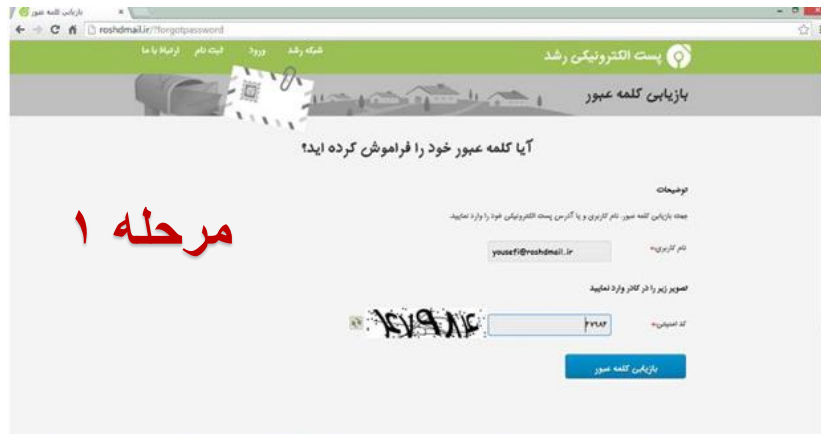 بازیابی کلمه عبور
roshdmail.ir/?forgotpassword
پست الکترونیکی رشد
شبکه رشد ورود ثبت نام ارتباط با ما
بازیابی کلمه عبور
آیا کلمه عبور خود را فراموش کرده اید؟
توضیحات
جهت بازیابی کلمه عبور، نام کاربری و یا آدرس پست الکترونیکی خود را وارد نمایید.
مرحله ۱
نام کاربری:* yousefi@roshdmail.ir
تصویر زیر را در کادر وارد نمایید
کد امنیتی:*
بازیابی کلمه عبور